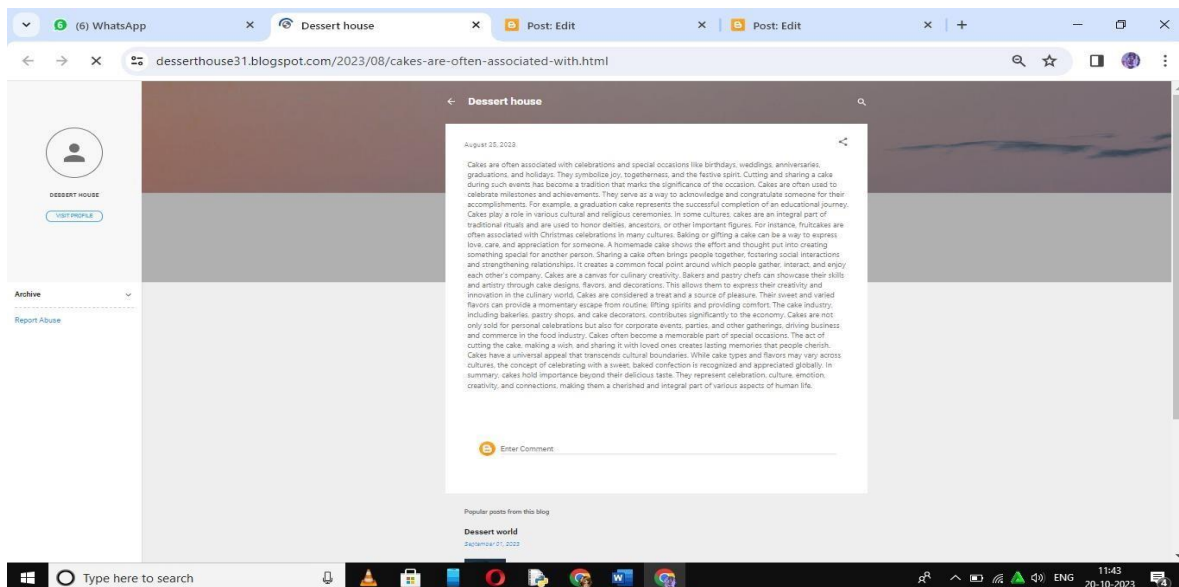 (6) WhatsApp
Dessert house
Post: Edit
Post: Edit
desserthouse31.blogspot.com/2023/08/cakes-are-often-associated-with.html
Dessert house
DESSERT HOUSE
VISIT PROFILE
Archive
Report Abuse
August 25, 2023
Cakes are often associated with celebrations and special occasions like birthdays, weddings, anniversaries,
graduations, and holidays. They symbolize joy, togetherness, and the festive spirit. Cutting and sharing a cake
during such events has become a tradition that marks the significance of the occasion. Cakes are often used to
celebrate milestones and achievements. They serve as a way to acknowledge and congratulate someone for their
accomplishments. For example, a graduation cake represents the successful completion of an educational journey.
Cakes play a role in various cultural and religious ceremonies. In some cultures, cakes are an integral part of
traditional rituals and are used to honor deities, ancestors, or other important figures. For instance, fruitcakes are
often associated with Christmas celebrations in many cultures. Baking or gifting a cake can be a way to express
love, care, and appreciation for someone. A homemade cake shows the effort and thought put into creating
something special for another person. Sharing a cake often brings people together, fostering social interactions
and strengthening relationships. It creates a common focal point around which people gather, interact, and enjoy
each other's company. Cakes are a canvas for culinary creativity. Bakers and pastry chefs can showcase their skills
and artistry through cake designs, flavors, and decorations. This allows them to express their creativity and
innovation in the culinary world. Cakes are considered a treat and a source of pleasure. Their sweet and varied
flavors can provide a momentary escape from routine, lifting spirits and providing comfort. The cake industry,
including bakeries, pastry shops, and cake decorators, contributes significantly to the economy. Cakes are not
only sold for personal celebrations but also for corporate events, parties, and other gatherings, driving business
and commerce in the food industry. Cakes often become a memorable part of special occasions. The act of
cutting the cake, making a wish, and sharing it with loved ones creates lasting memories that people cherish.
Cakes have a universal appeal that transcends cultural boundaries. While cake types and flavors may vary across
cultures, the concept of celebrating with a sweet, baked confection is recognized and appreciated globally. In
summary, cakes hold importance beyond their delicious taste. They represent celebration, culture, emotion,
creativity, and connections, making them a cherished and integral part of various aspects of human life.
Enter Comment
Popular posts from this blog
Dessert world
September 01, 2023
Type here to search
ENG
11:43
20-10-2023